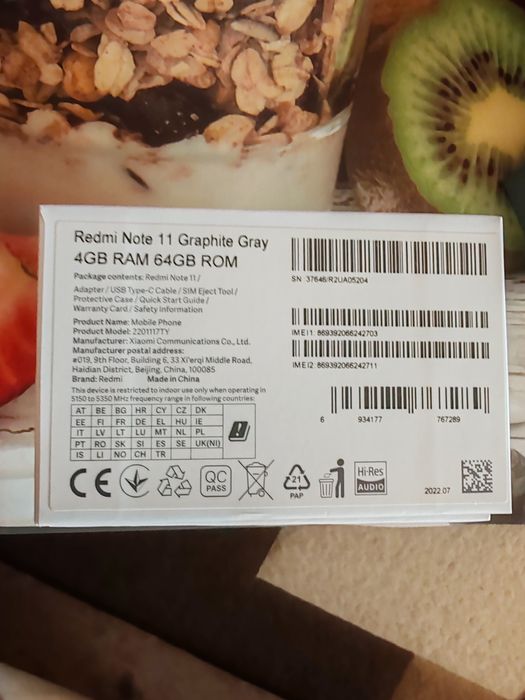 Redmi Note 11 Graphite Gray
4GB RAM 64GB ROM
Package contents: Redmi Note 11 /
Adapter / USB Type-C Cable / SIM Eject Tool /
Protective Case / Quick Start Guide /
Warranty Card / Safety Information
Product Name: Mobile Phone
Product Model: 2201117TY
Manufacturer: Xiaomi Communications Co., Ltd.
Manufacturer postal address:
#019, 9th Floor, Building 6, 33 Xi'erqi Middle Road,
Haidian District, Beijing, China, 100085
Brand: Redmi Made in China
This device is restricted to indoor use only when operating in
5150 to 5350 MHz frequency range in following countries:
AT BE BG HR CY CZ DK
EE FI FR DE EL HU IE
IT LV LT LU MT NL PL
PT RO SK SI ES SE UK(NI)
IS LI NO CH TR
SN: 37646/R2UA05204
IMEI1: 869392066242703
IMEI2: 869392066242711
6 934177 767289
CE
QC
PASS
21
PAP
Hi-Res
AUDIO
2022.07